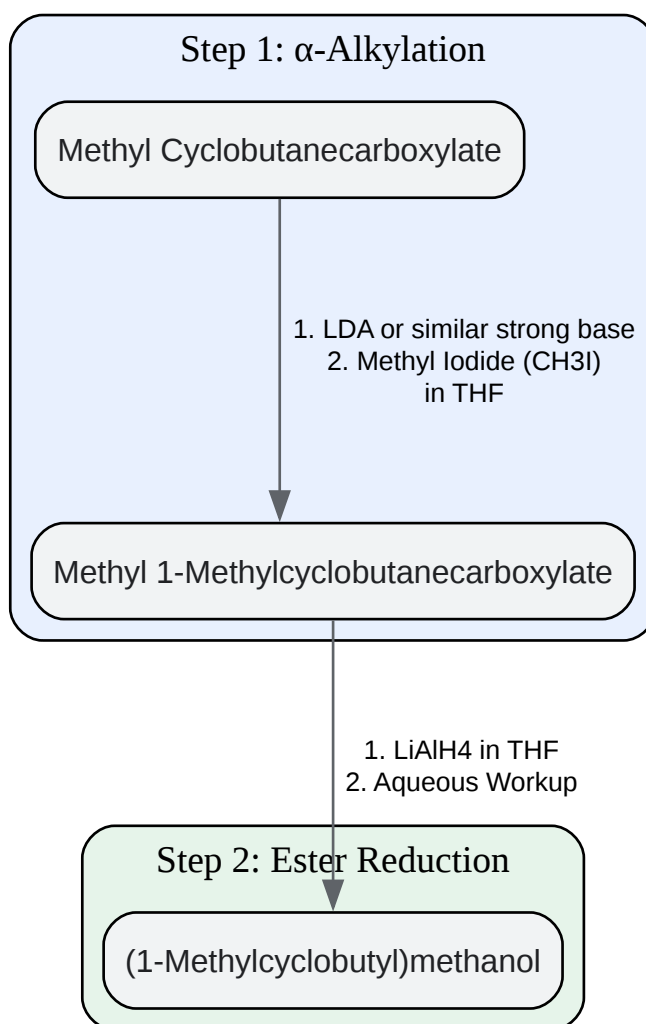 Step 1: α-Alkylation
Methyl Cyclobutanecarboxylate
1. LDA or similar strong base
2. Methyl Iodide (CH3I)
in THF
Methyl 1-Methylcyclobutanecarboxylate
1. LiAlH4 in THF
2. Aqueous Workup
Step 2: Ester Reduction
(1-Methylcyclobutyl)methanol